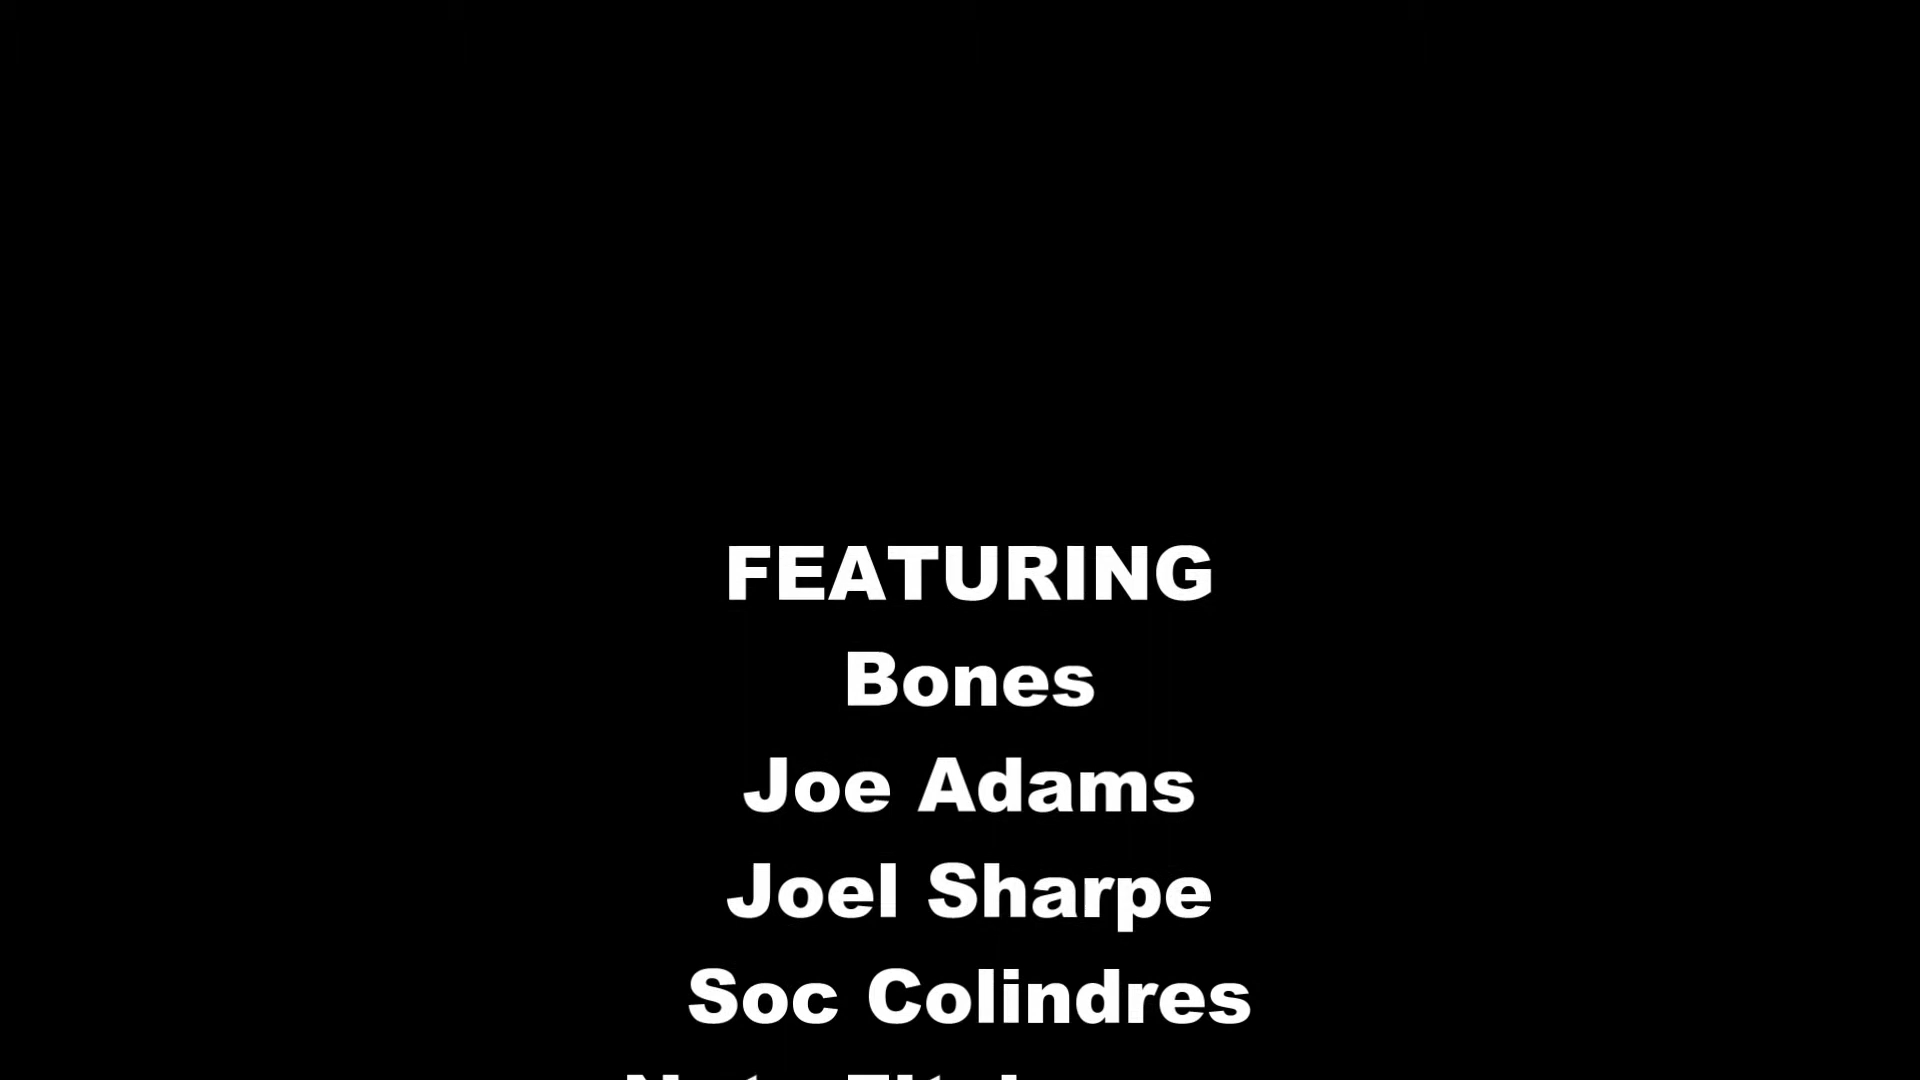 FEATURING
Bones
Joe Adams
Joel Sharpe
Soc Colindres